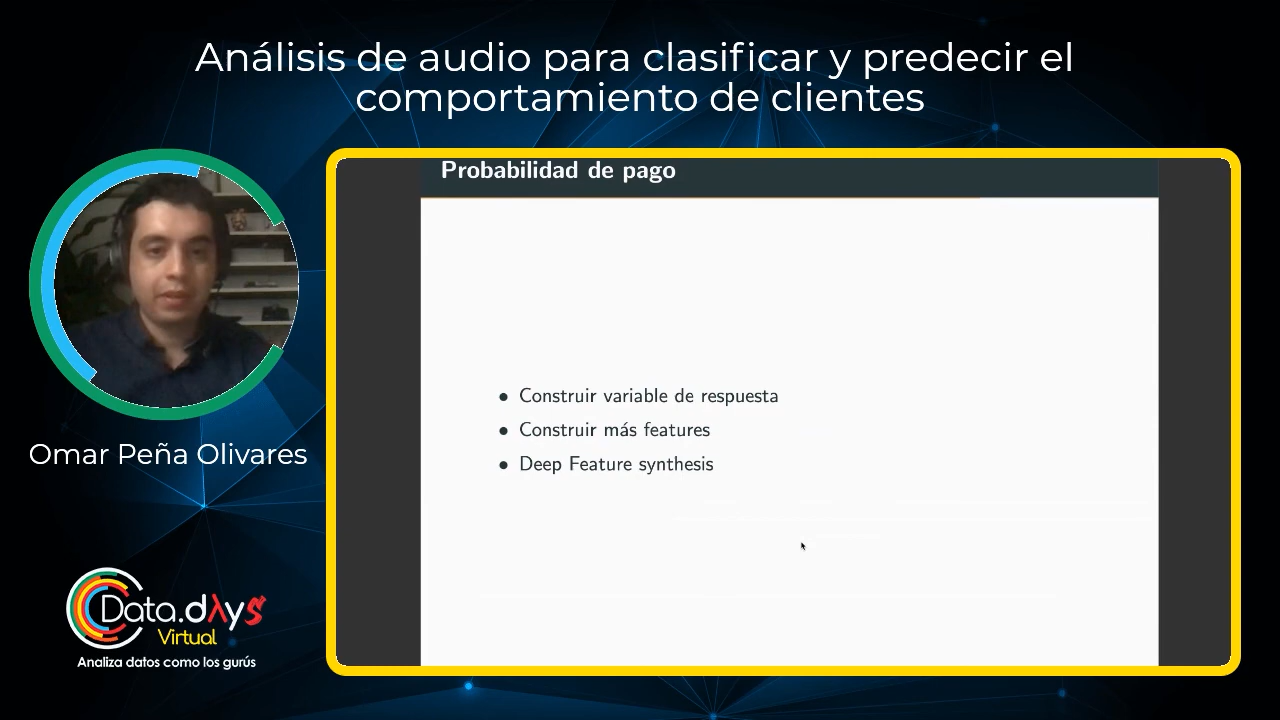 Análisis de audio para clasificar y predecir el
comportamiento de clientes
Probabilidad de pago
• Construir variable de respuesta
• Construir más features
• Deep Feature synthesis
Omar Peña Olivares
Data.dλys
Virtual
Analiza datos como los gurús